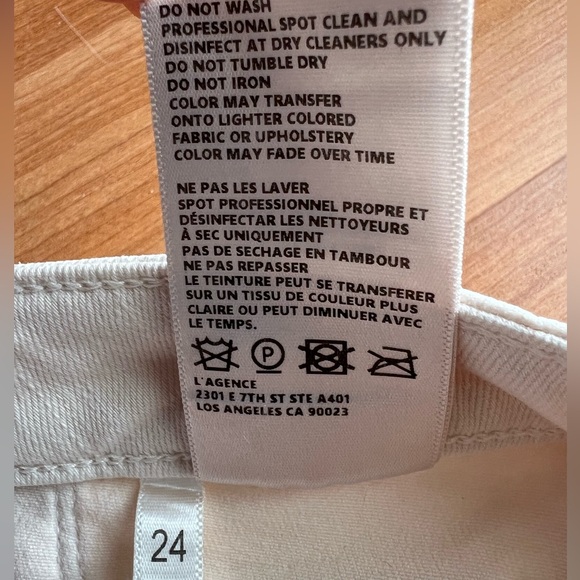 DO NOT WASH
PROFESSIONAL SPOT CLEAN AND
DISINFECT AT DRY CLEANERS ONLY
DO NOT TUMBLE DRY
DO NOT IRON
COLOR MAY TRANSFER
ONTO LIGHTER COLORED
FABRIC OR UPHOLSTERY
COLOR MAY FADE OVER TIME
NE PAS LES LAVER
SPOT PROFESSIONNEL PROPRE ET
DÉSINFECTAR LES NETTOYEURS
À SEC UNIQUEMENT
PAS DE SECHAGE EN TAMBOUR
NE PAS REPASSER
LE TEINTURE PEUT SE TRANSFERER
SUR UN TISSU DE COULEUR PLUS
CLAIRE OU PEUT DIMINUER AVEC
LE TEMPS.
P
L'AGENCE
2301 E 7TH ST STE A401
LOS ANGELES CA 90023
24